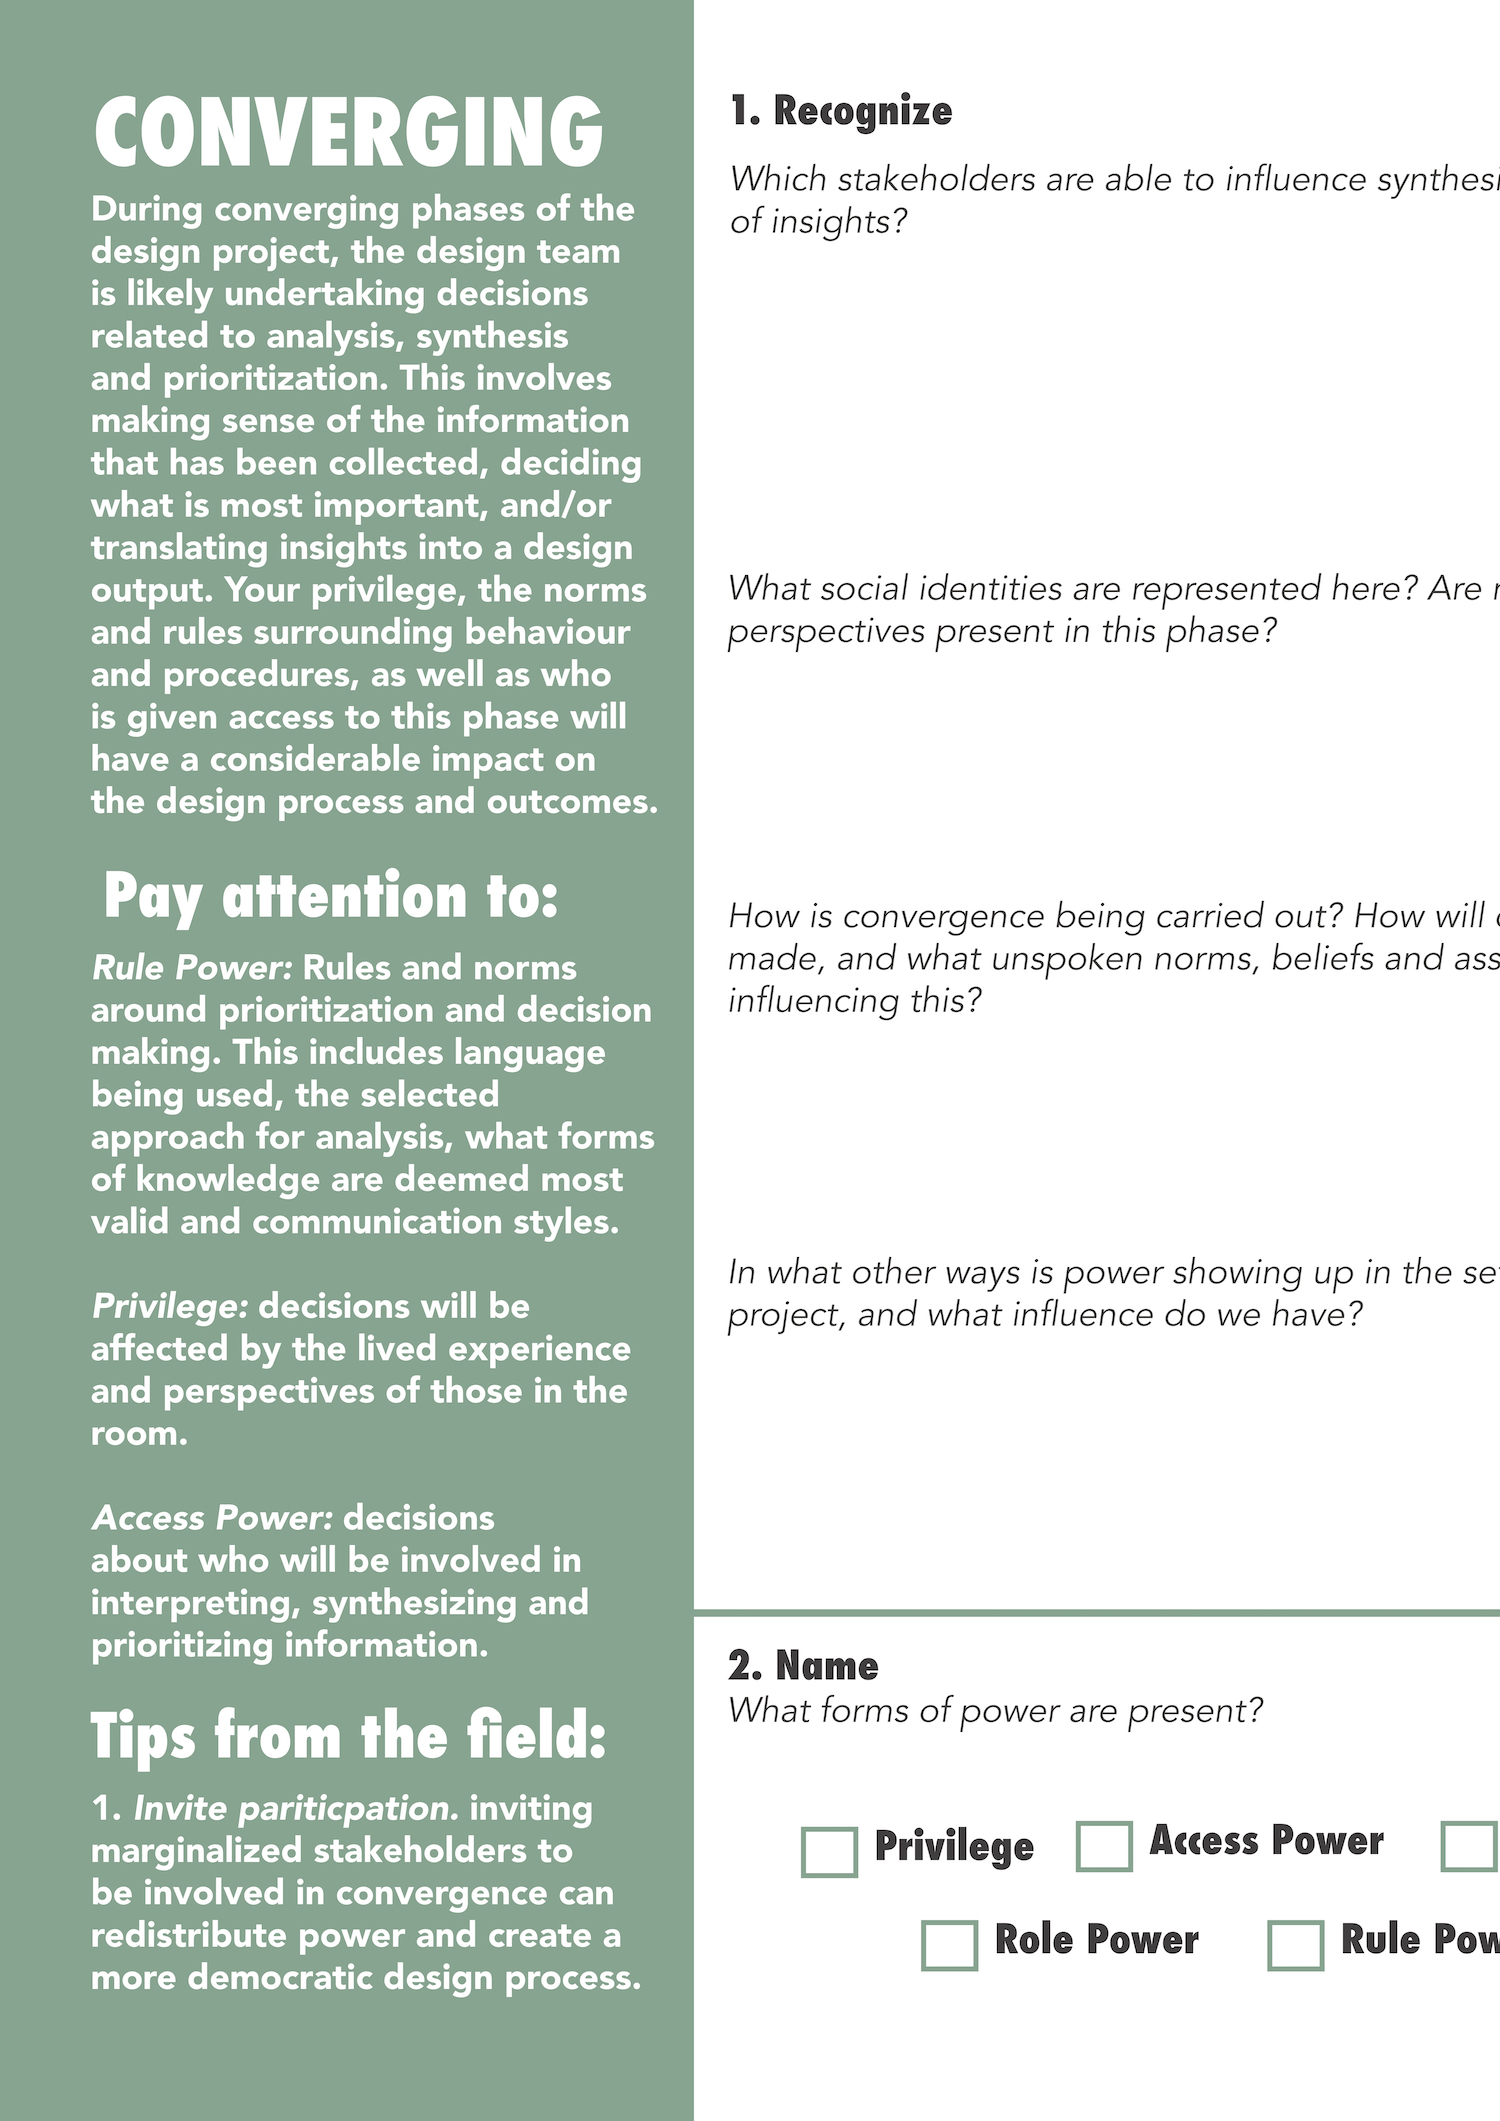 CONVERGING
During converging phases of the
design project, the design team
is likely undertaking decisions
related to analysis, synthesis
and prioritization. This involves
making sense of the information
that has been collected, deciding
what is most important, and/or
translating insights into a design
output. Your privilege, the norms
and rules surrounding behaviour
and procedures, as well as who
is given access to this phase will
have a considerable impact on
the design process and outcomes.
Pay attention to:
Rule Power: Rules and norms
around prioritization and decision
making. This includes language
being used, the selected
approach for analysis, what forms
of knowledge are deemed most
valid and communication styles.
Privilege: decisions will be
affected by the lived experience
and perspectives of those in the
room.
Access Power: decisions
about who will be involved in
interpreting, synthesizing and
prioritizing information.
Tips from the field:
1. Invite pariticpation. inviting
marginalized stakeholders to
be involved in convergence can
redistribute power and create a
more democratic design process.
1. Recognize
Which stakeholders are able to influence synthesi
of insights?
What social identities are represented here? Are
perspectives present in this phase?
How is convergence being carried out? How will
made, and what unspoken norms, beliefs and ass
influencing this?
In what other ways is power showing up in the se
project, and what influence do we have?
2. Name
What forms of power are present?
Privilege
Access Power
Role Power
Rule Pow